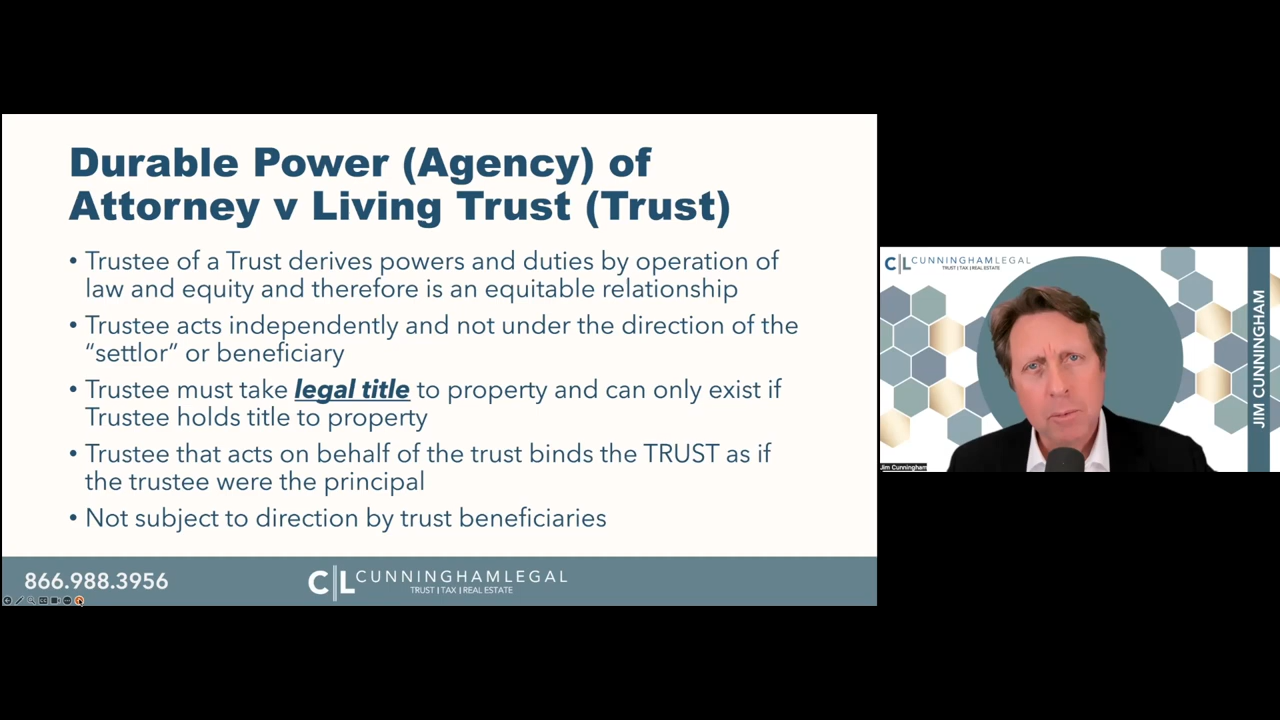 Durable Power (Agency) of
Attorney v Living Trust (Trust)
• Trustee of a Trust derives powers and duties by operation of
law and equity and therefore is an equitable relationship
• Trustee acts independently and not under the direction of the
“settlor” or beneficiary
• Trustee must take legal title to property and can only exist if
Trustee holds title to property
• Trustee that acts on behalf of the trust binds the TRUST as if
the trustee were the principal
• Not subject to direction by trust beneficiaries
866.988.3956
C|L CUNNINGHAMLEGAL
TRUST | TAX | REAL ESTATE
C|L CUNNINGHAMLEGAL
TRUST | TAX | REAL ESTATE
JIM CUNNINGHAM
Jim Cunningham